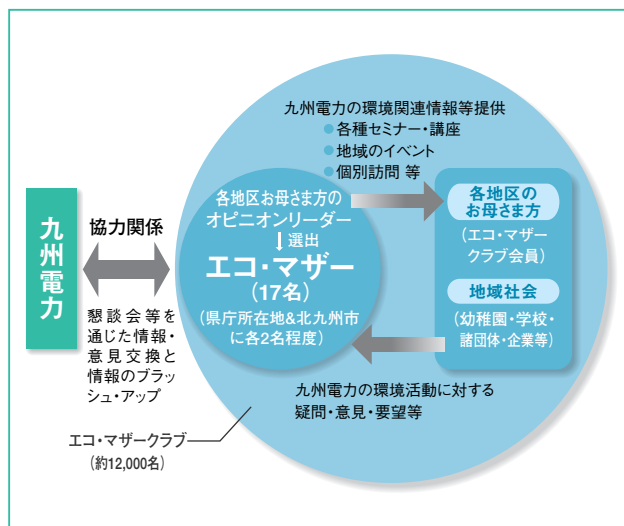 九州電力の環境関連情報等提供
●各種セミナー・講座
●地域のイベント
●個別訪問 等
九州電力
協力関係
懇談会等を
通じた情報・
意見交換と
情報のブラッ
シュ・アップ
各地区お母さま方の
オピニオンリーダー
↓選出
エコ・マザー
(17名)
(県庁所在地&北九州市
に各2名程度)
各地区の
お母さま方
(エコ・マザー
クラブ会員)
地域社会
(幼稚園・学校・
諸団体・企業等)
九州電力の環境活動に対する
疑問・意見・要望等
エコ・マザークラブ
(約12,000名)